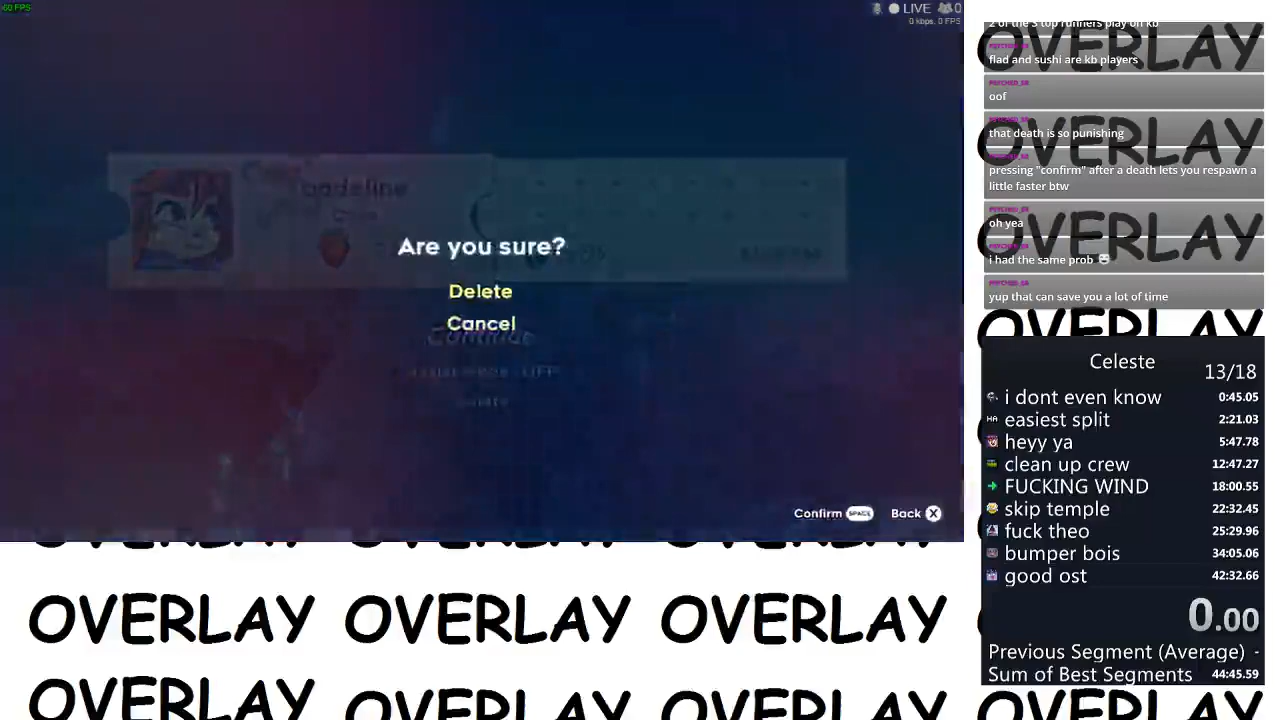 60 FPS
LIVE 0
0 kbps, 0 FPS
adeline
Are you sure?
Delete
Cancel
Continue
Confirm SPACE Back X
2 of the 3 top runners play on kb
flad and sushi are kb players
oof
that death is so punishing
pressing "confirm" after a death lets you respawn a
little faster btw
oh yea
i had the same prob
yup that can save you a lot of time
OVERLAY
OVERLAY
OVERLAY
OVERLAY
Celeste
13/18
i dont even know 0:45.05
HA easiest split 2:21.03
heyy ya 5:47.78
clean up crew 12:47.27
FUCKING WIND 18:00.55
skip temple 22:32.45
fuck theo 25:29.96
bumper bois 34:05.06
good ost 42:32.66
0.00
Previous Segment (Average) -
Sum of Best Segments 44:45.59
OVERLAY OVERLAY OVERLAY
OVERLAY OVERLAY OVERLAY OVERLAY